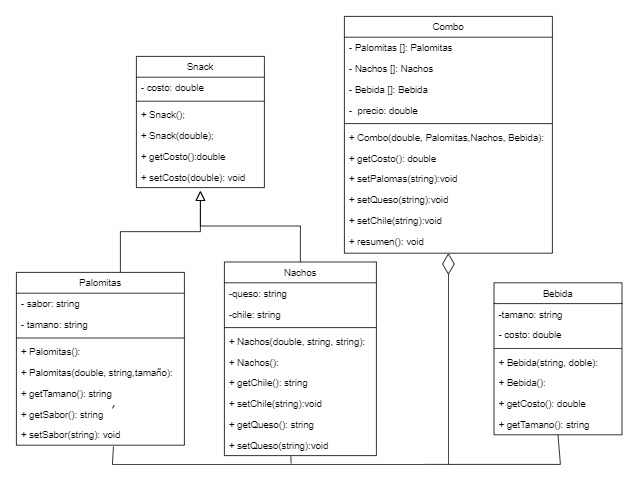 Combo
- Palomitas []: Palomitas
- Nachos []: Nachos
- Bebida []: Bebida
- precio: double
+ Combo(double, Palomitas,Nachos, Bebida):
+ getCosto(): double
+ setPalomas(string):void
+ setQueso(string):void
+ setChile(string):void
+ resumen(): void
Snack
- costo: double
+ Snack();
+ Snack(double);
+ getCosto():double
+ setCosto(double): void
Palomitas
- sabor: string
- tamano: string
+ Palomitas():
+ Palomitas(double, string,tamaño):
+ getTamano(): string
+ getSabor(): string
+ setSabor(string): void
Nachos
-queso: string
-chile: string
+ Nachos(double, string, string):
+ Nachos():
+ getChile(): string
+ setChile(string):void
+ getQueso(): string
+ setQueso(string):void
Bebida
-tamano: string
- costo: double
+ Bebida(string, doble):
+ Bebida():
+ getCosto(): double
+ getTamano(): string